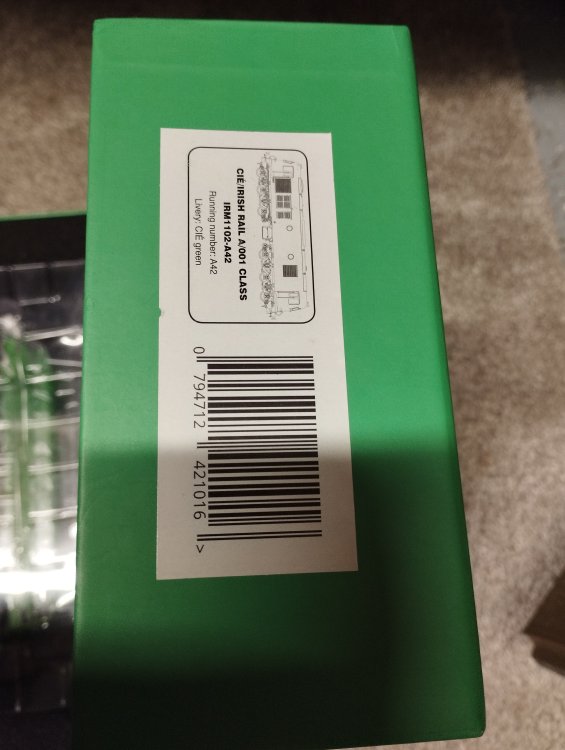 CIÉ/IRISH RAIL A/001 CLASS
IRM1102-A42
Running number: A42
Livery: CIÉ green
0 794712 421016 >